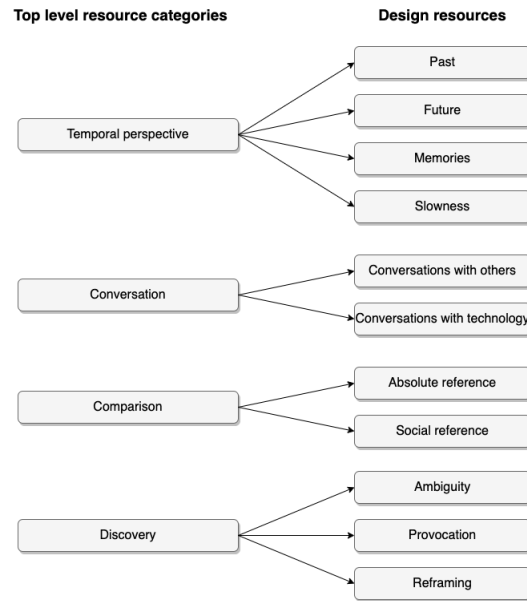 Top level resource categories
Design resources
Temporal perspective
Past
Future
Memories
Slowness
Conversation
Conversations with others
Conversations with technology
Comparison
Absolute reference
Social reference
Discovery
Ambiguity
Provocation
Reframing